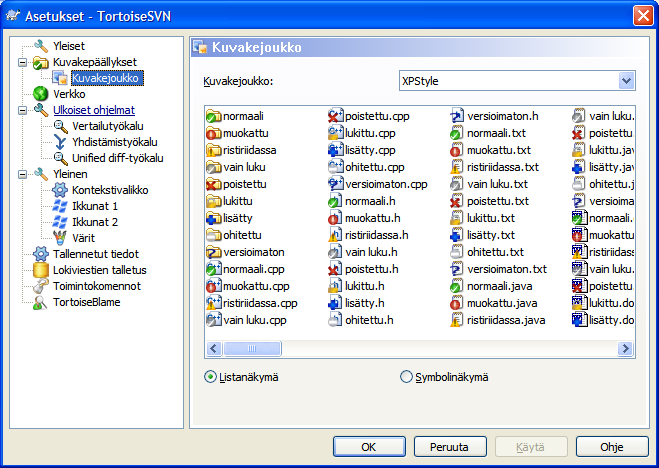 Asetukset - TortoiseSVN
Yleiset
Kuvakepäällykset
Kuvakejoukko
Verkko
Ulkoiset ohjelmat
Vertailutyökalu
Yhdistämistyökalu
Unified diff-työkalu
Yleinen
Kontekstivalikko
Ikkunat 1
Ikkunat 2
Värit
Tallennetut tiedot
Lokiviestien talletus
Toimintokomennot
TortoiseBlame
Kuvakejoukko
Kuvakejoukko: XPStyle
normaali
muokattu
ristiriidassa
vain luku
poistettu
lukittu
lisätty
ohitettu
versioimaton
normaali.cpp
muokattu.cpp
ristiriidassa.cpp
vain luku.cpp
poistettu.cpp
lukittu.cpp
lisätty.cpp
ohitettu.cpp
versioimaton.cpp
normaali.h
muokattu.h
ristiriidassa.h
vain luku.h
poistettu.h
lukittu.h
lisätty.h
ohitettu.h
versioimaton.h
normaali.txt
muokattu.txt
ristiriidassa.txt
vain luku.txt
poistettu.txt
lukittu.txt
lisätty.txt
ohitettu.txt
versioimaton.txt
normaali.java
muokattu.java
ristiriidassa.java
vain luku.
poistettu
lukittu.ja
lisätty.ja
ohitettu.j
versioima
normaali.
muokattu
ristiriidass
vain luku.
poistettu
lukittu.do
lisätty.do
Listanäkymä
Symbolinäkymä
OK
Peruuta
Käytä
Ohje